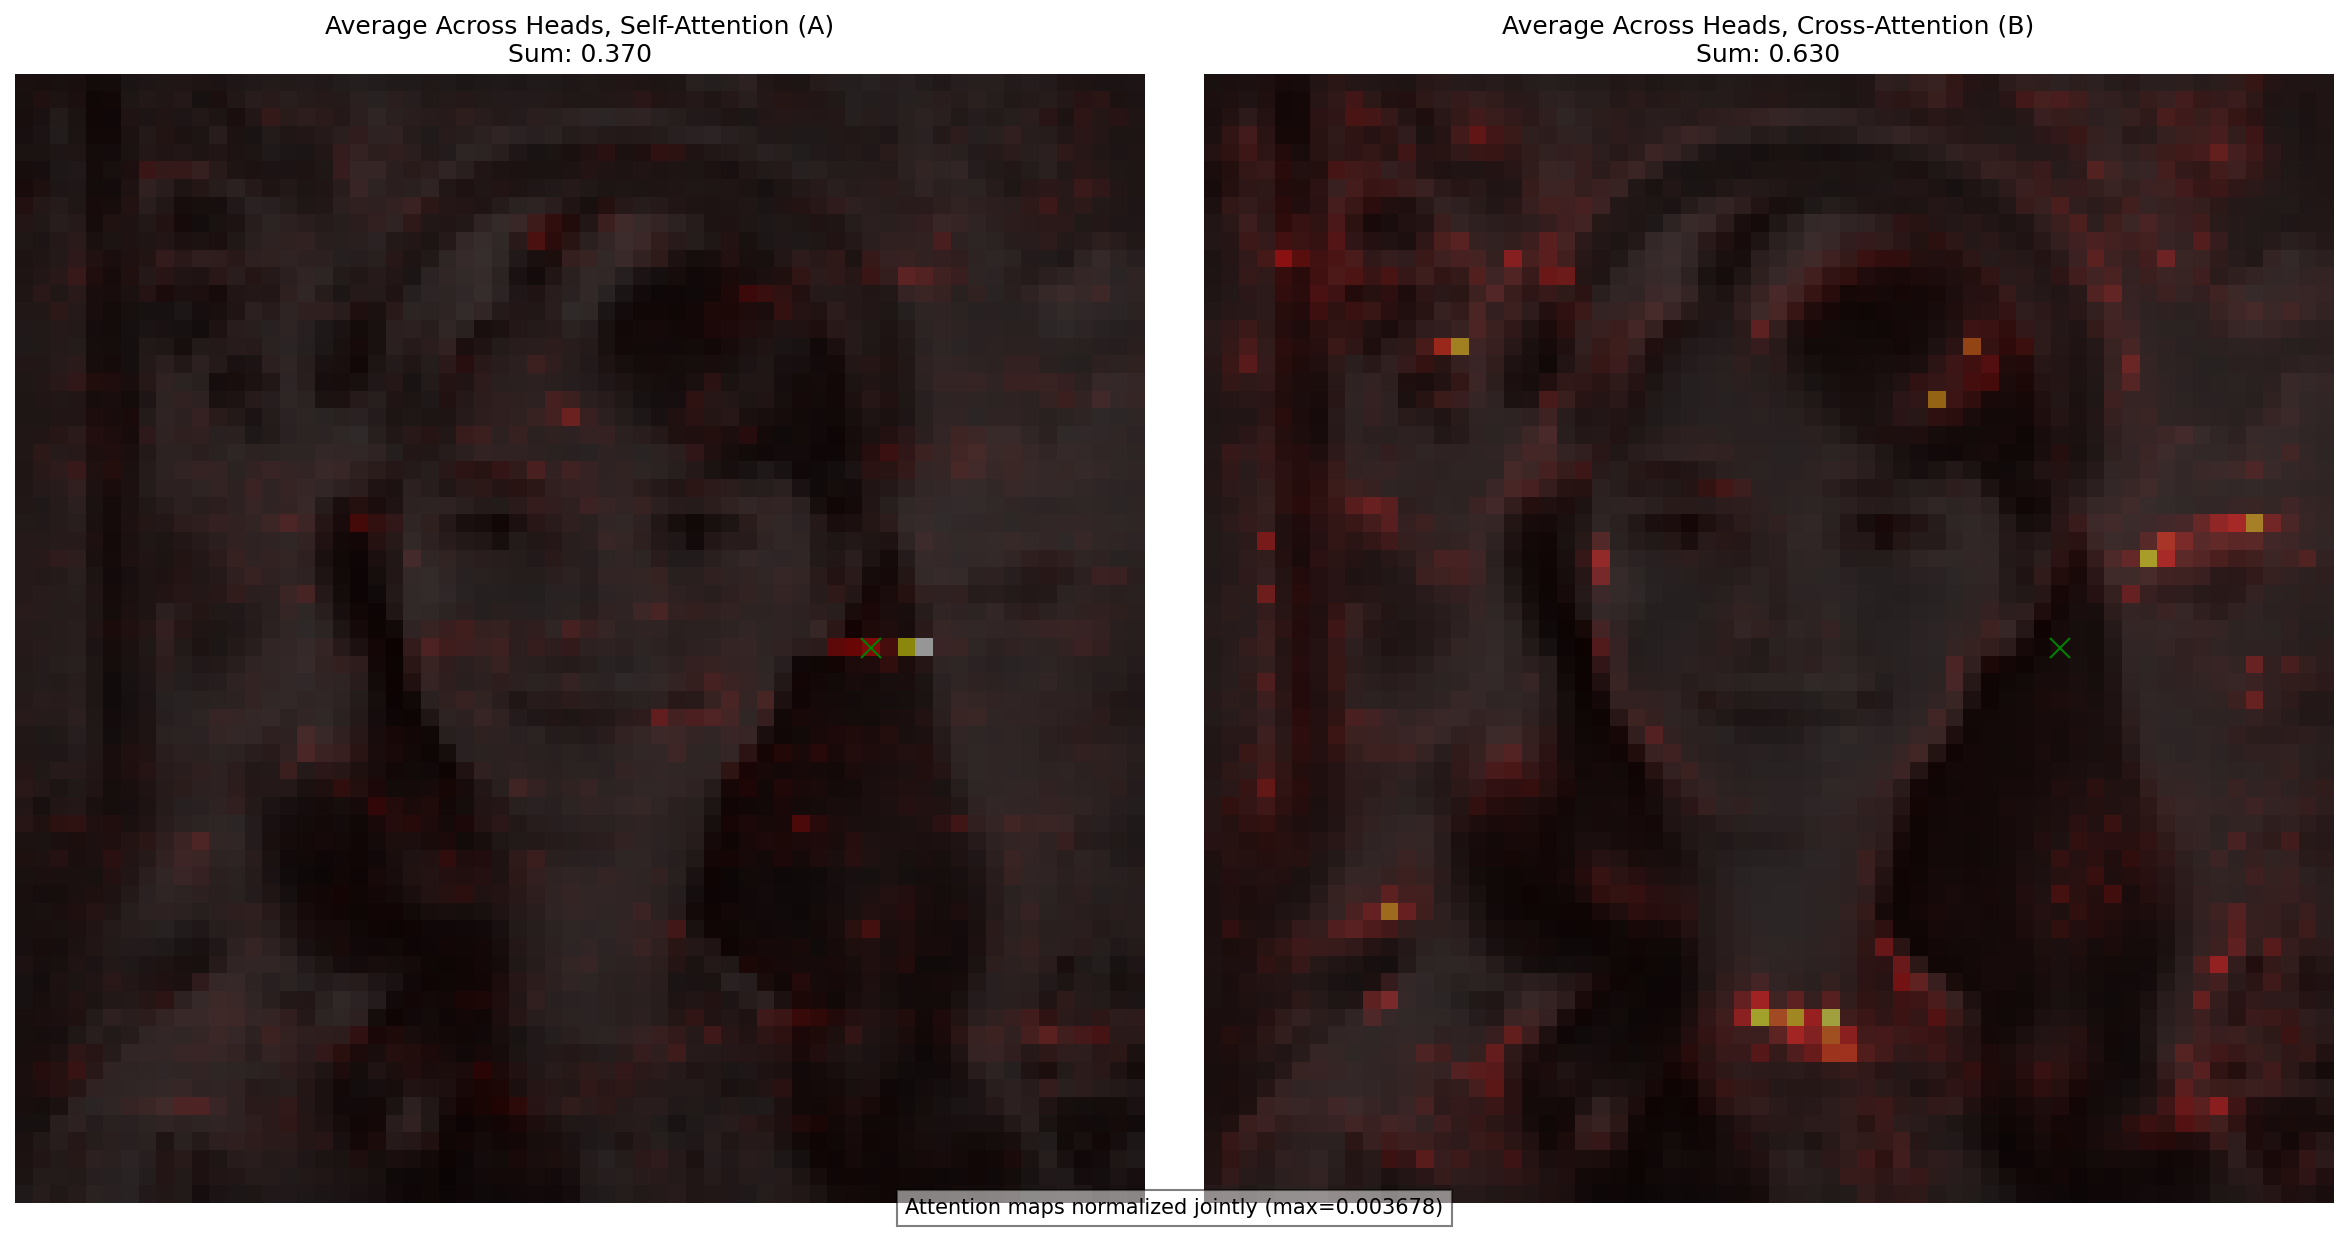 Average Across Heads, Self-Attention (A)
Sum: 0.370
Average Across Heads, Cross-Attention (B)
Sum: 0.630
Attention maps normalized jointly (max=0.003678)